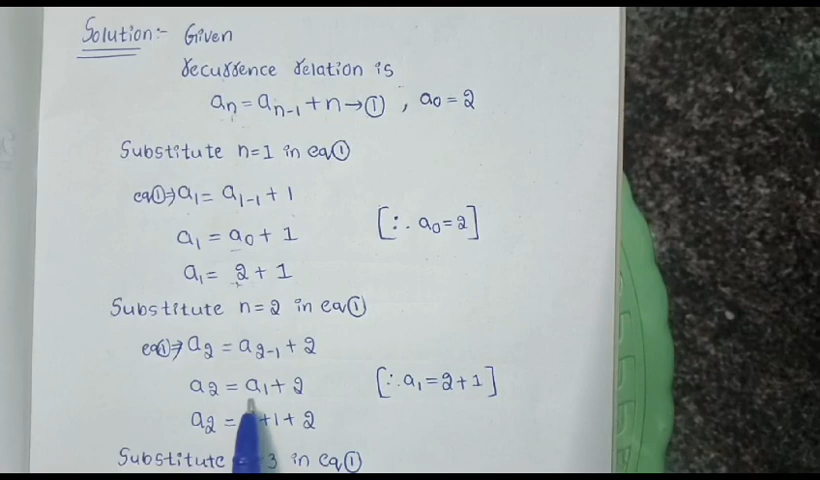 Solution:- Given
recurrence relation is
aₙ = aₙ₋₁ + n → ① , a₀ = 2
Substitute n=1 in eq①
eq①⇒ a₁ = a₁₋₁ + 1
a₁ = a₀ + 1 [∵ a₀ = 2]
a₁ = 2 + 1
Substitute n=2 in eq①
eq①⇒ a₂ = a₂₋₁ + 2
a₂ = a₁ + 2 [∵ a₁ = 2+1]
a₂ = +1+2
Substitute 3 in eq①